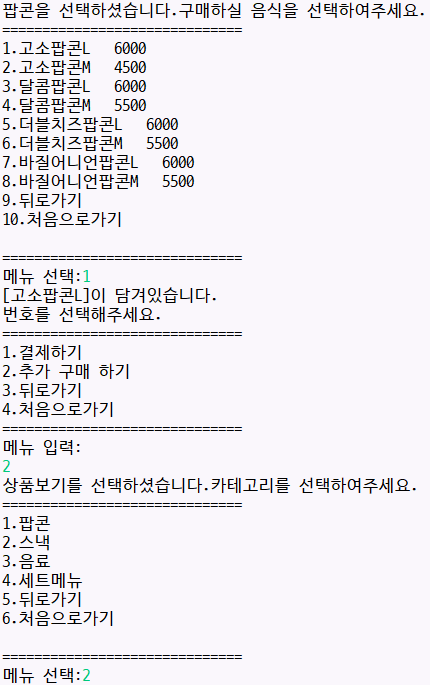 팝콘을 선택하셨습니다.구매하실 음식을 선택하여주세요.
==============================
1.고소팝콘L 6000
2.고소팝콘M 4500
3.달콤팝콘L 6000
4.달콤팝콘M 5500
5.더블치즈팝콘L 6000
6.더블치즈팝콘M 5500
7.바질어니언팝콘L 6000
8.바질어니언팝콘M 5500
9.뒤로가기
10.처음으로가기
==============================
메뉴 선택:1
[고소팝콘L]이 담겨있습니다.
번호를 선택해주세요.
==============================
1.결제하기
2.추가 구매 하기
3.뒤로가기
4.처음으로가기
==============================
메뉴 입력:
2
상품보기를 선택하셨습니다.카테고리를 선택하여주세요.
==============================
1.팝콘
2.스낵
3.음료
4.세트메뉴
5.뒤로가기
6.처음으로가기
==============================
메뉴 선택:2